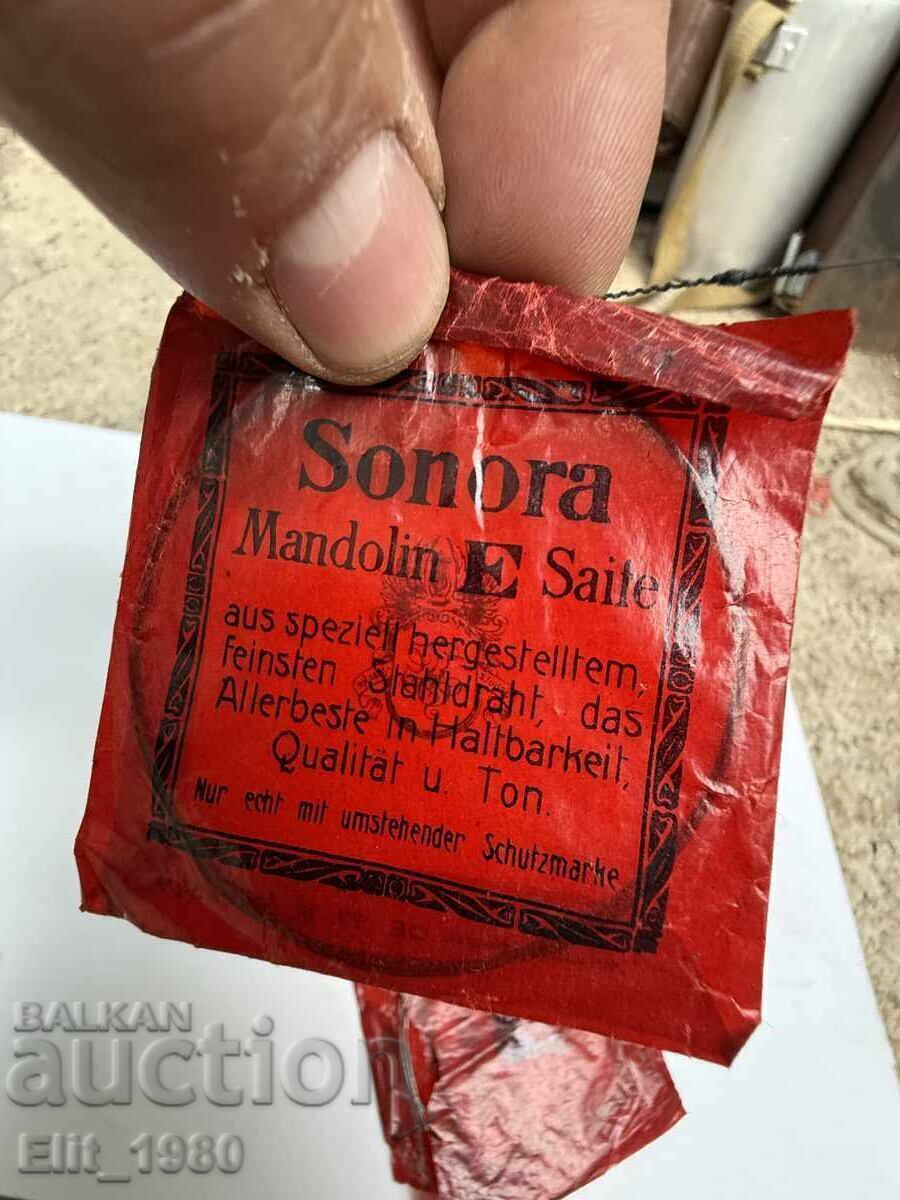 Sonora
Mandolin E Saite
aus speziell hergestelltem,
feinsten Stahldraht, das
Allerbeste in Haltbarkeit,
Qualität u. Ton.
Nur echt mit umstehender Schutzmarke
BALKAN
auction
Elit_1980